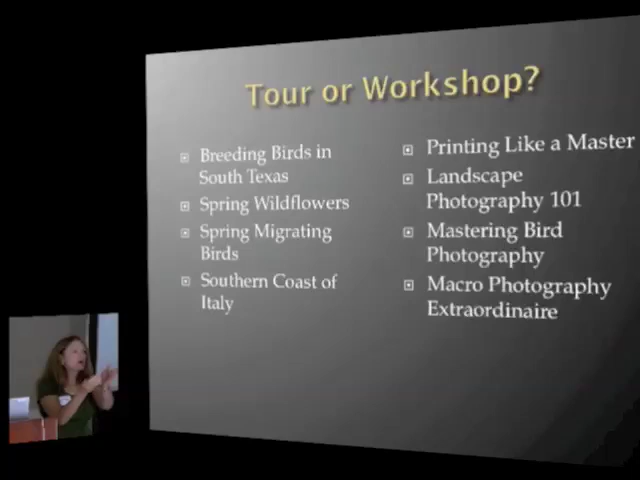 Tour or Workshop?
Breeding Birds in
South Texas
Spring Wildflowers
Spring Migrating
Birds
Southern Coast of
Italy
Printing Like a Master
Landscape
Photography 101
Mastering Bird
Photography
Macro Photography
Extraordinaire